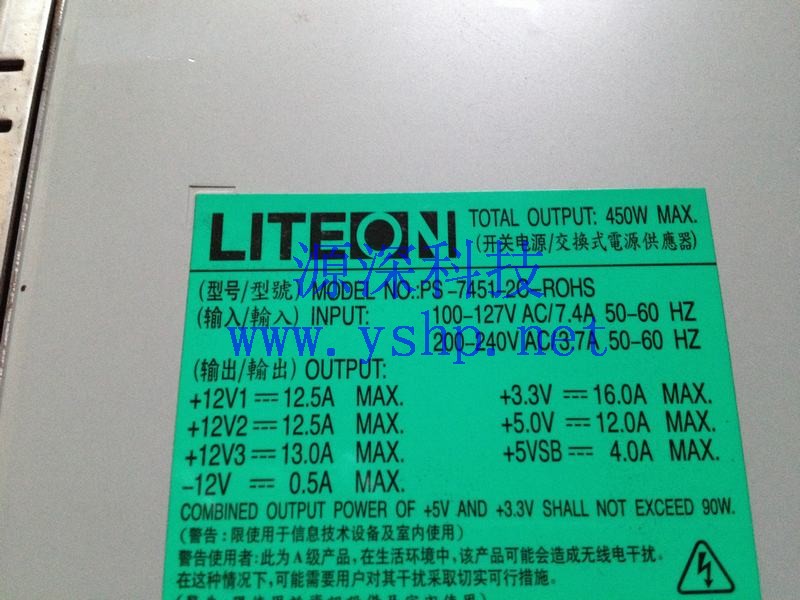 LITEON TOTAL OUTPUT: 450W MAX.
(开关电源/交換式電源供應器)
源深科技
(型号/型號) MODEL NO.:PS-7451-2C-ROHS
(输入/輸入) INPUT: 100-127V AC/7.4A 50-60 HZ
www.yshp.net
200-240V AC/3.7A 50-60 HZ
(输出/輸出) OUTPUT:
+12V1 ⎓ 12.5A MAX. +3.3V ⎓ 16.0A MAX.
+12V2 ⎓ 12.5A MAX. +5.0V ⎓ 12.0A MAX.
+12V3 ⎓ 13.0A MAX. +5VSB ⎓ 4.0A MAX.
-12V ⎓ 0.5A MAX.
COMBINED OUTPUT POWER OF +5V AND +3.3V SHALL NOT EXCEED 90W.
(警告:限使用于信息技术设备及室内使用)
警告使用者:此为A级产品,在生活环境中,该产品可能会造成无线电干扰。
在这种情况下,可能需要用户对其干扰采取切实可行措施。